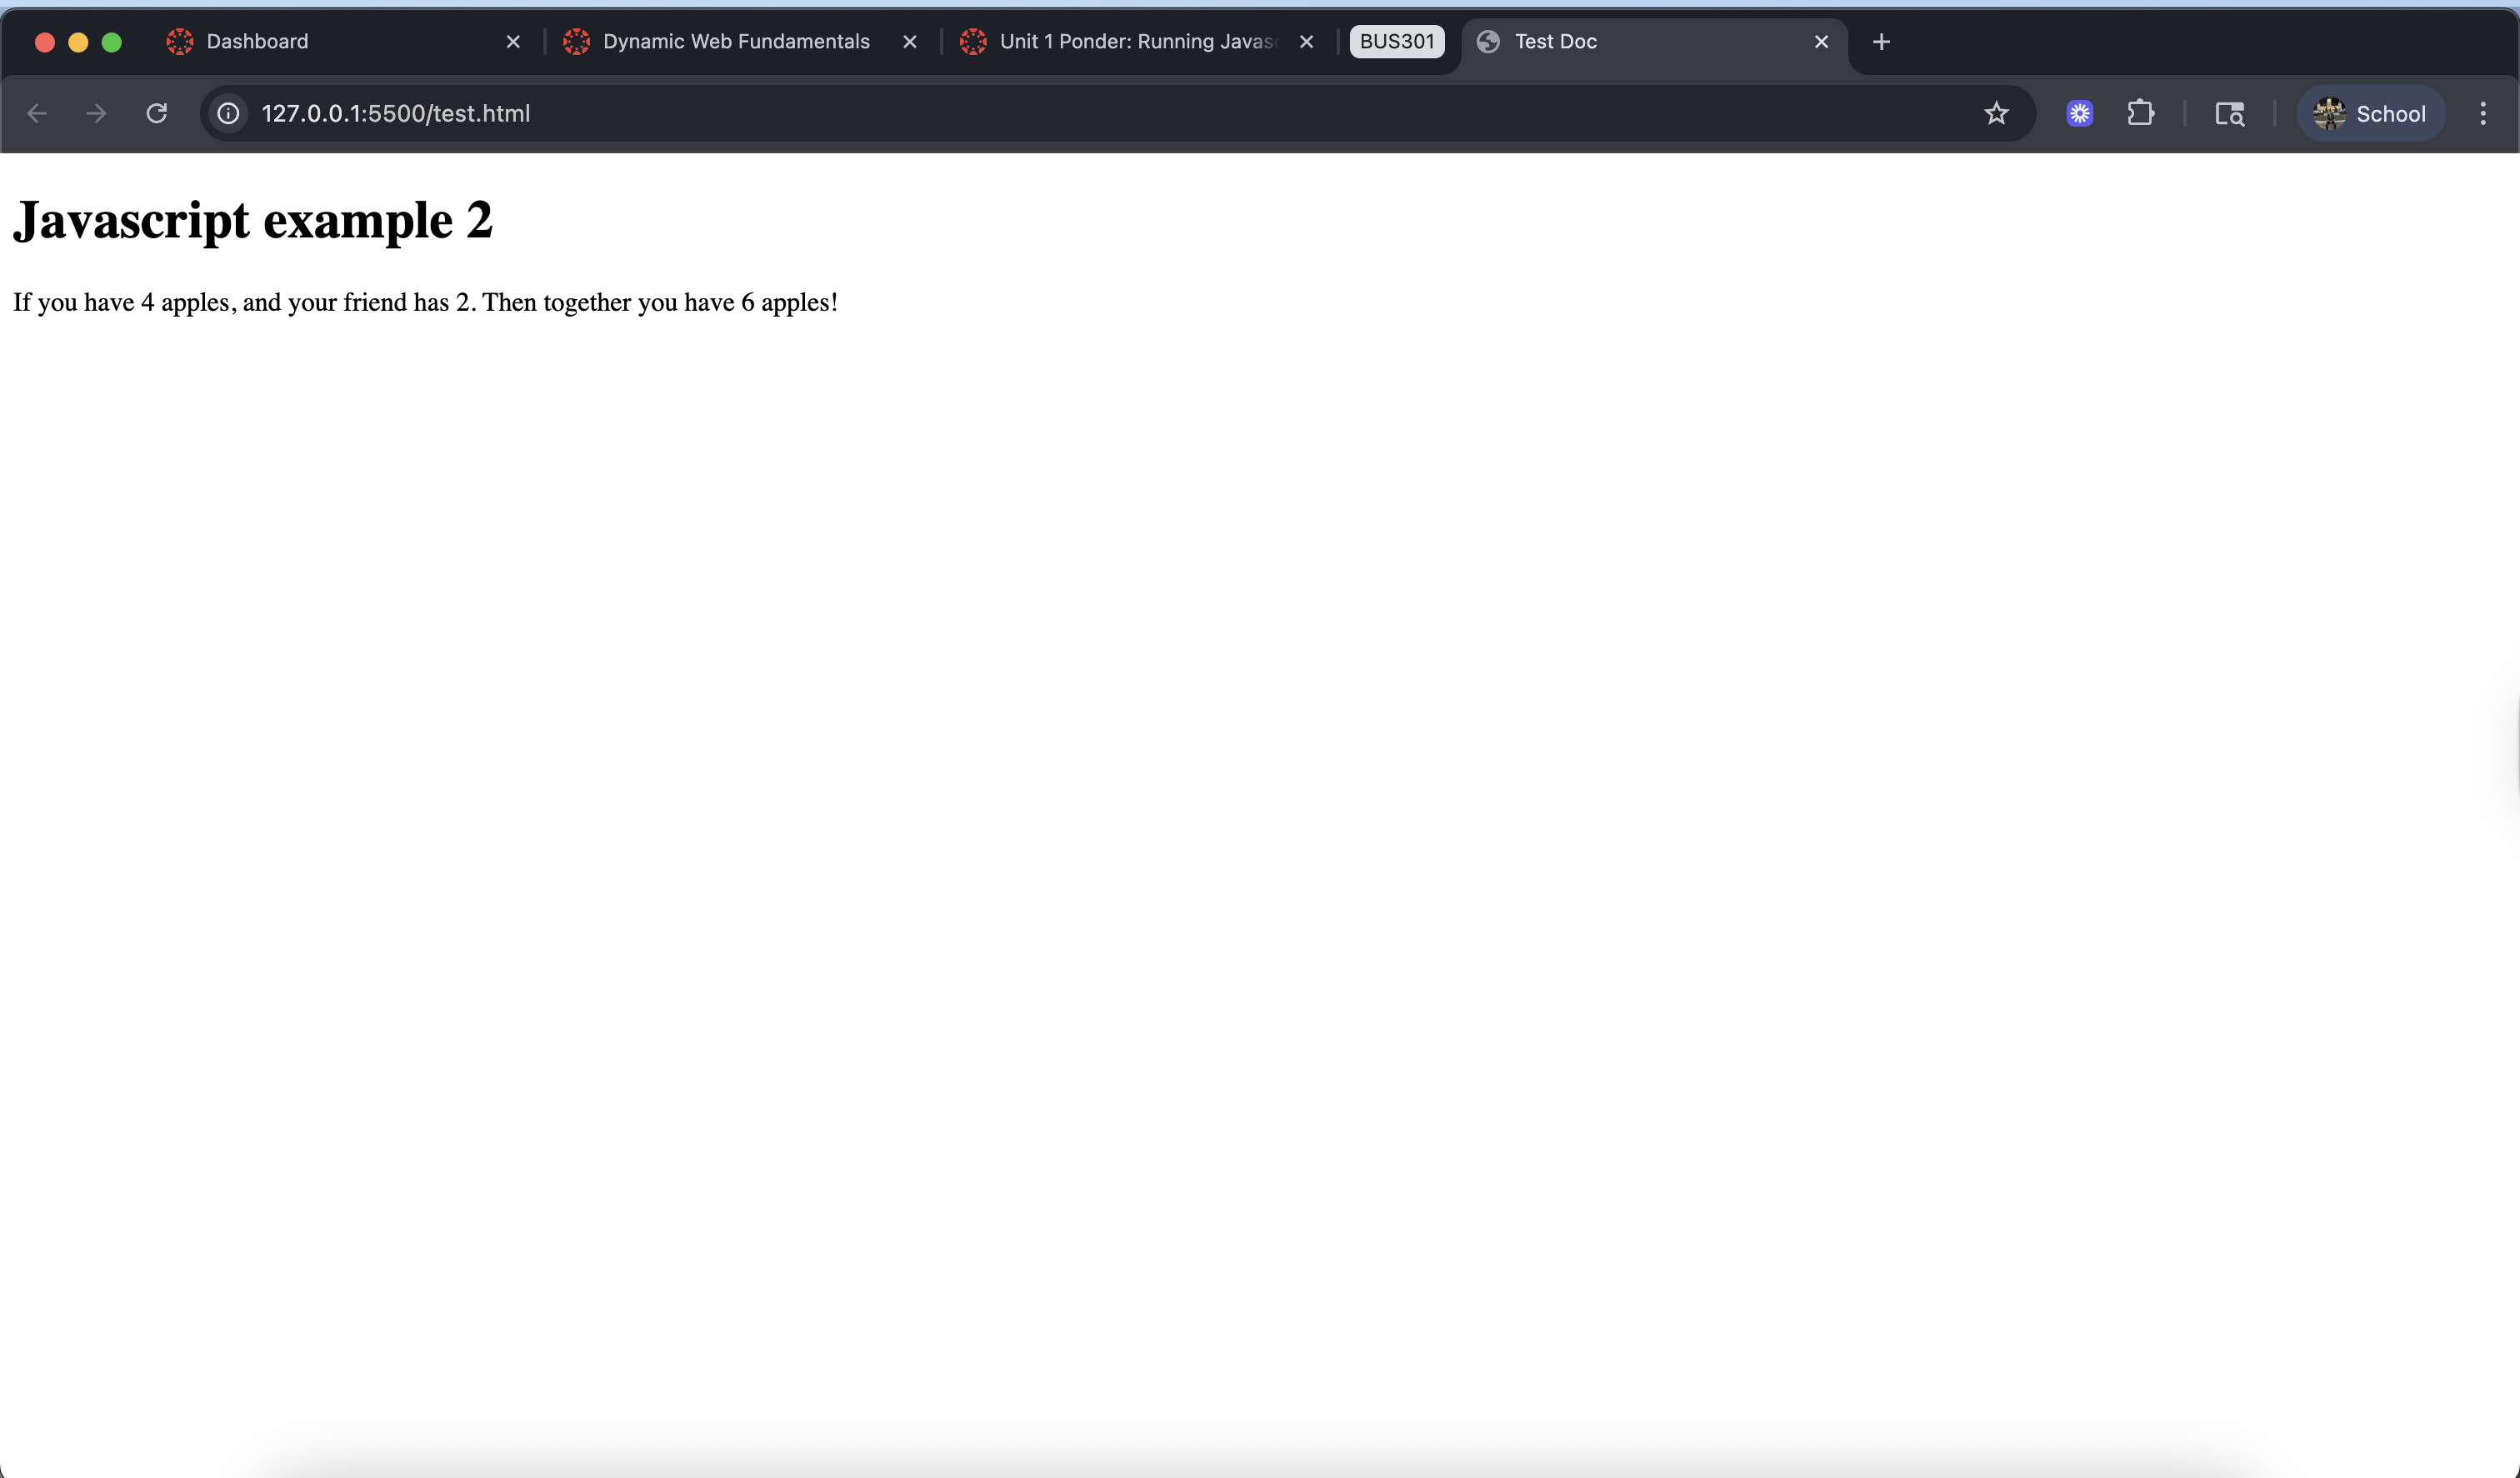 Dashboard
Dynamic Web Fundamentals
Unit 1 Ponder: Running Javasc
BUS301
Test Doc
127.0.0.1:5500/test.html
School
Javascript example 2
If you have 4 apples, and your friend has 2. Then together you have 6 apples!